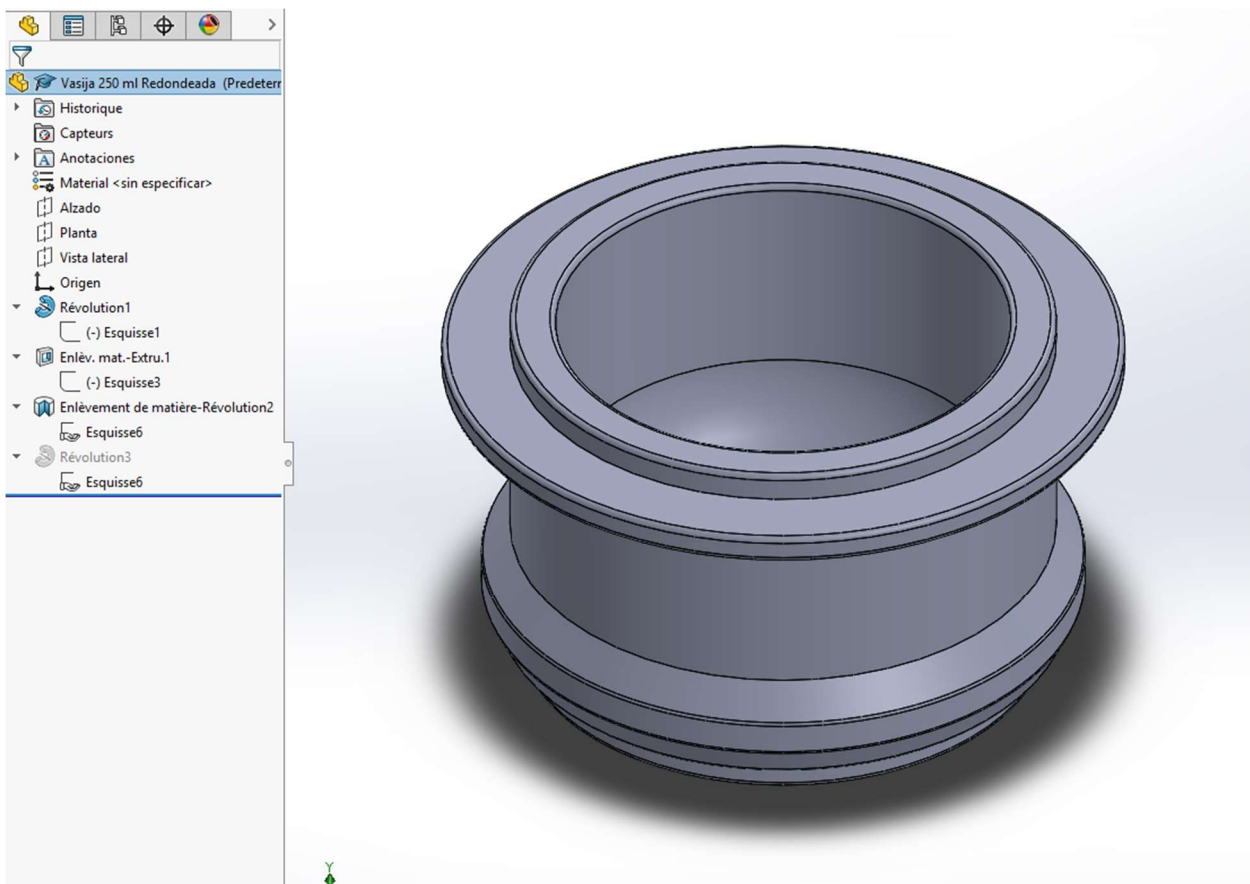 Vasija 250 ml Redondeada (Predeterr
Historique
Capteurs
A Anotaciones
Material <sin especificar>
Alzado
Planta
Vista lateral
Origen
Révolution1
(-) Esquisse1
Enlèv. mat.-Extru.1
(-) Esquisse3
Enlèvement de matière-Révolution2
Esquisse6
Révolution3
Esquisse6
Y